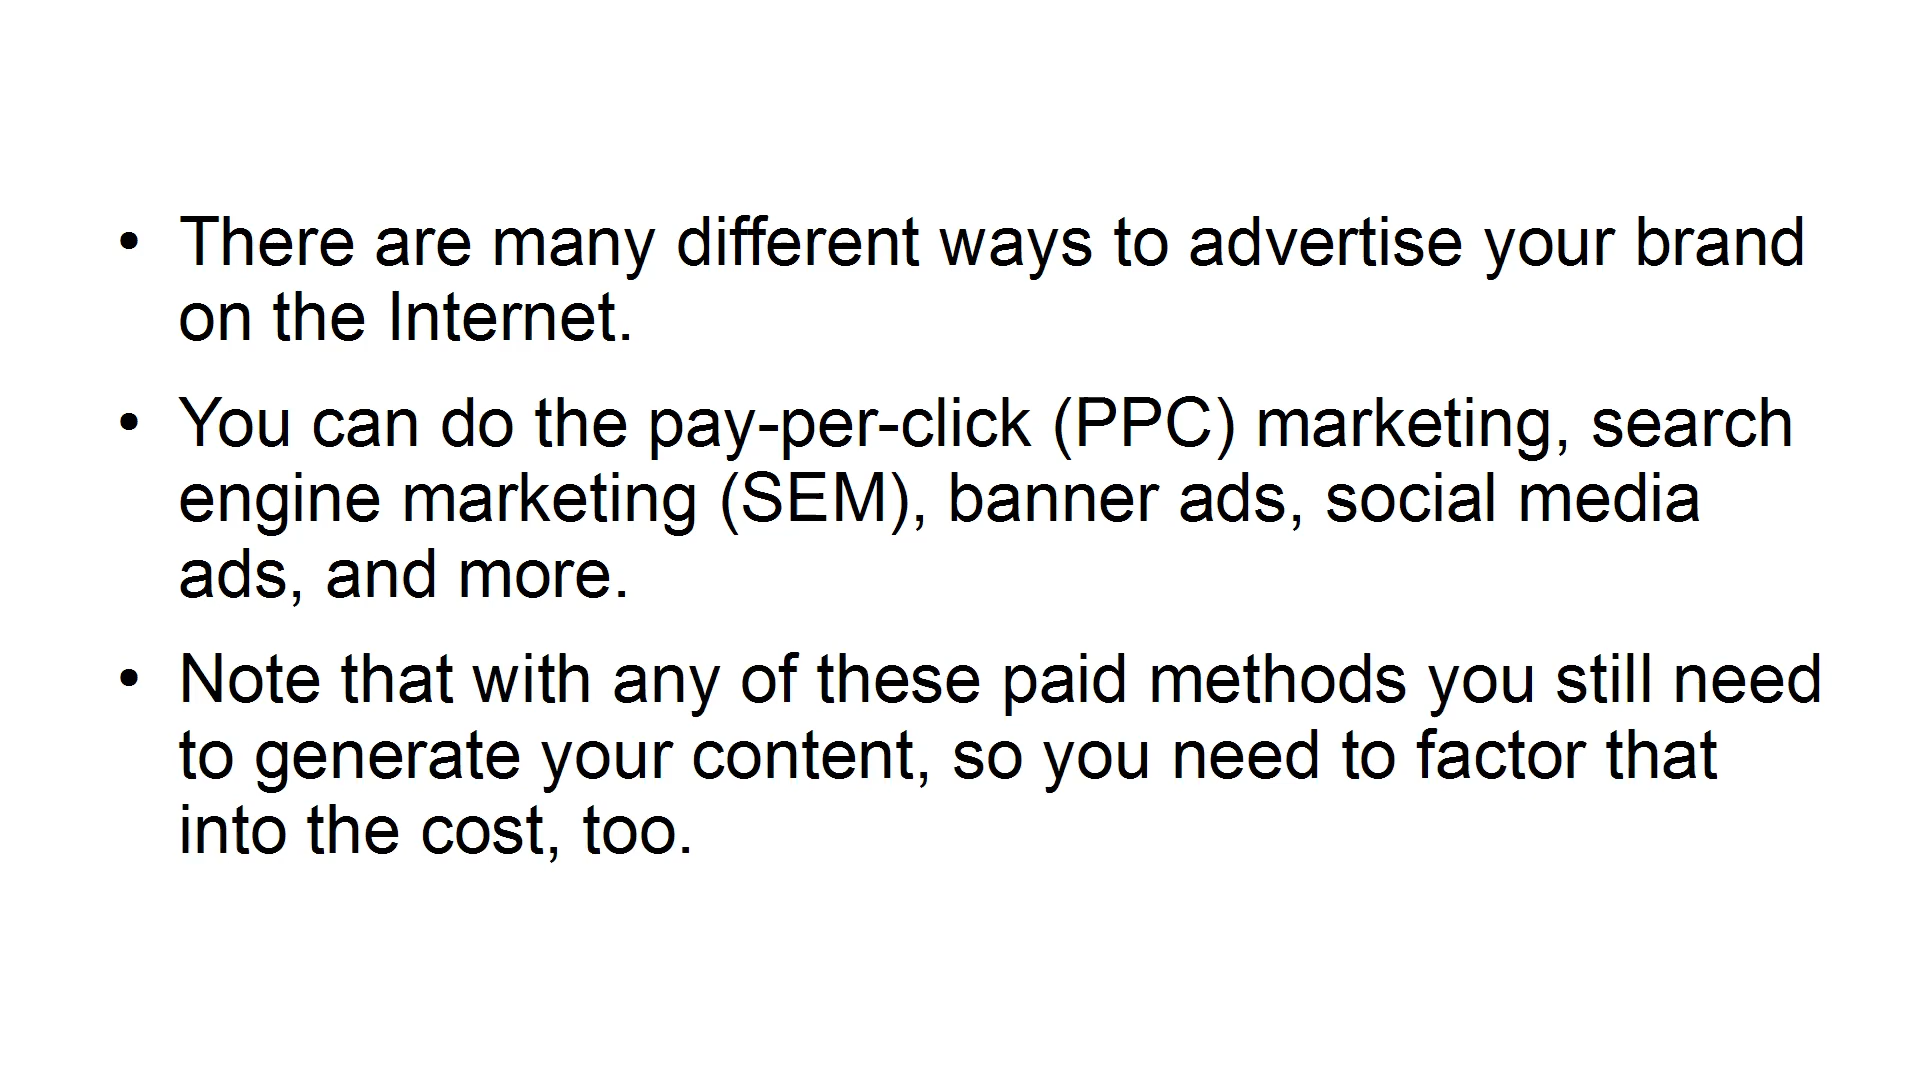 • There are many different ways to advertise your brand
on the Internet.
• You can do the pay-per-click (PPC) marketing, search
engine marketing (SEM), banner ads, social media
ads, and more.
• Note that with any of these paid methods you still need
to generate your content, so you need to factor that
into the cost, too.